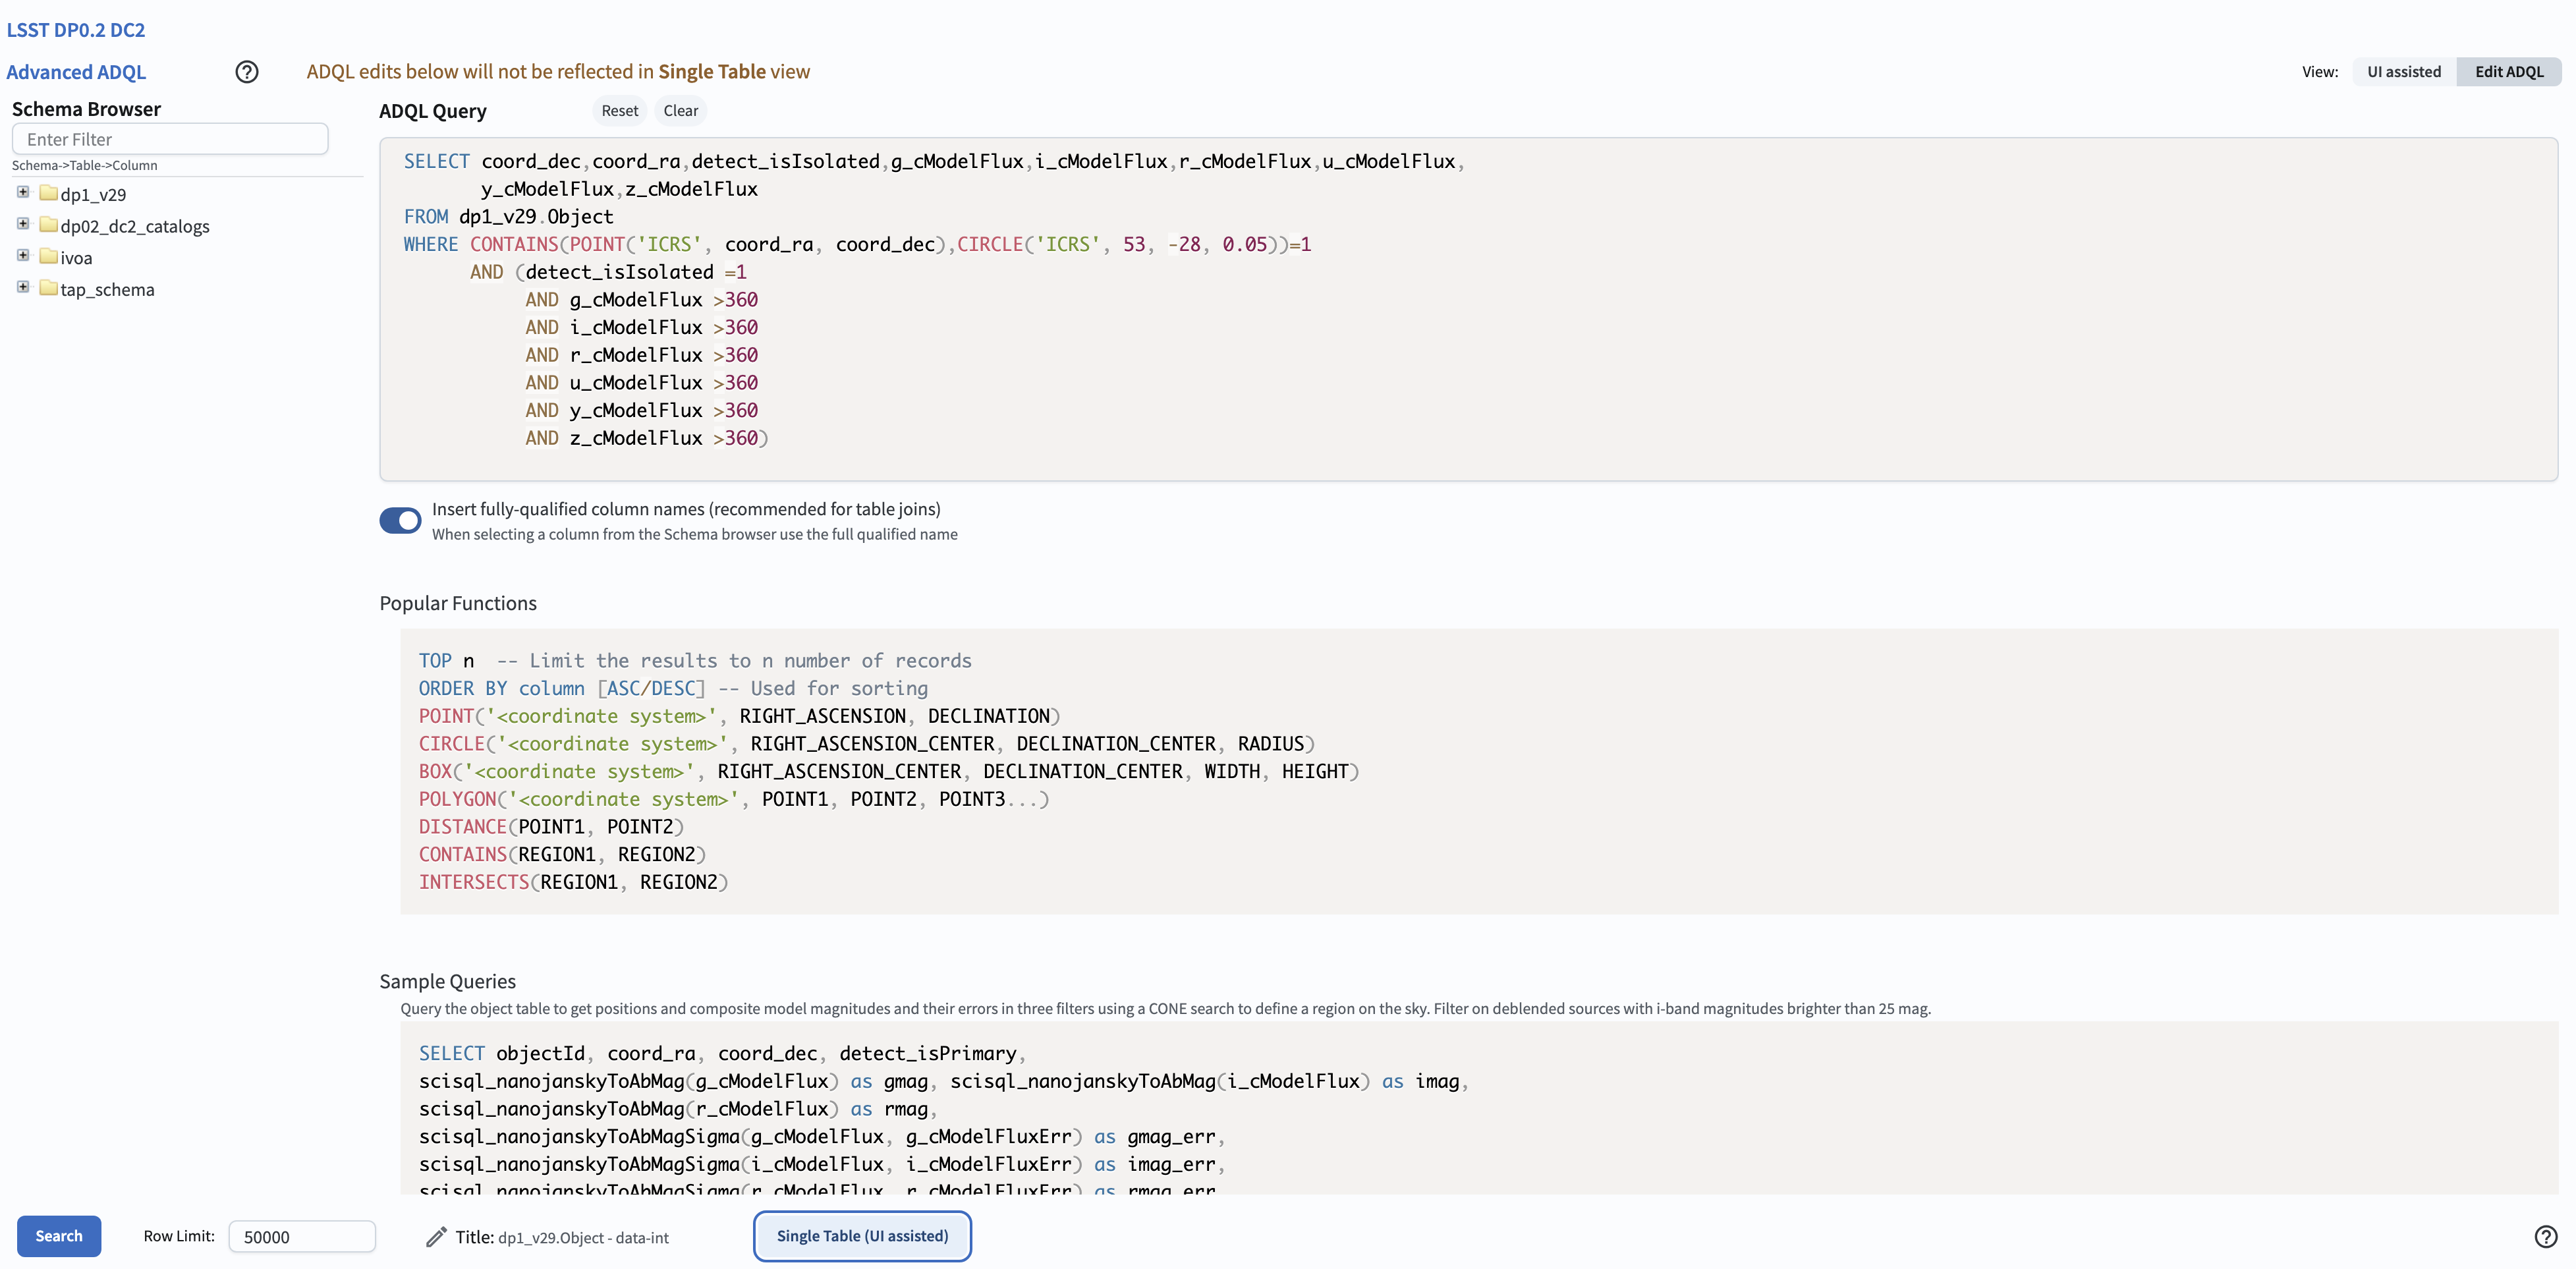 LSST DP0.2 DC2
Advanced ADQL
ADQL edits below will not be reflected in Single Table view
View: UI assisted Edit ADQL
Schema Browser
Enter Filter
Schema->Table->Column
dp1_v29
dp02_dc2_catalogs
ivoa
tap_schema
ADQL Query Reset Clear
SELECT coord_dec,coord_ra,detect_isIsolated,g_cModelFlux,i_cModelFlux,r_cModelFlux,u_cModelFlux,
y_cModelFlux,z_cModelFlux
FROM dp1_v29.Object
WHERE CONTAINS(POINT('ICRS', coord_ra, coord_dec),CIRCLE('ICRS', 53, -28, 0.05))=1
AND (detect_isIsolated =1
AND g_cModelFlux >360
AND i_cModelFlux >360
AND r_cModelFlux >360
AND u_cModelFlux >360
AND y_cModelFlux >360
AND z_cModelFlux >360)
Insert fully-qualified column names (recommended for table joins)
When selecting a column from the Schema browser use the full qualified name
Popular Functions
TOP n -- Limit the results to n number of records
ORDER BY column [ASC/DESC] -- Used for sorting
POINT('<coordinate system>', RIGHT_ASCENSION, DECLINATION)
CIRCLE('<coordinate system>', RIGHT_ASCENSION_CENTER, DECLINATION_CENTER, RADIUS)
BOX('<coordinate system>', RIGHT_ASCENSION_CENTER, DECLINATION_CENTER, WIDTH, HEIGHT)
POLYGON('<coordinate system>', POINT1, POINT2, POINT3...)
DISTANCE(POINT1, POINT2)
CONTAINS(REGION1, REGION2)
INTERSECTS(REGION1, REGION2)
Sample Queries
Query the object table to get positions and composite model magnitudes and their errors in three filters using a CONE search to define a region on the sky. Filter on deblended sources with i-band magnitudes brighter than 25 mag.
SELECT objectId, coord_ra, coord_dec, detect_isPrimary,
scisql_nanojanskyToAbMag(g_cModelFlux) as gmag, scisql_nanojanskyToAbMag(i_cModelFlux) as imag,
scisql_nanojanskyToAbMag(r_cModelFlux) as rmag,
scisql_nanojanskyToAbMagSigma(g_cModelFlux, g_cModelFluxErr) as gmag_err,
scisql_nanojanskyToAbMagSigma(i_cModelFlux, i_cModelFluxErr) as imag_err,
scisql_nanojanskyToAbMagSigma(r_cModelFlux, r_cModelFluxErr) as rmag_err
Search Row Limit: 50000 Title: dp1_v29.Object - data-int Single Table (UI assisted)